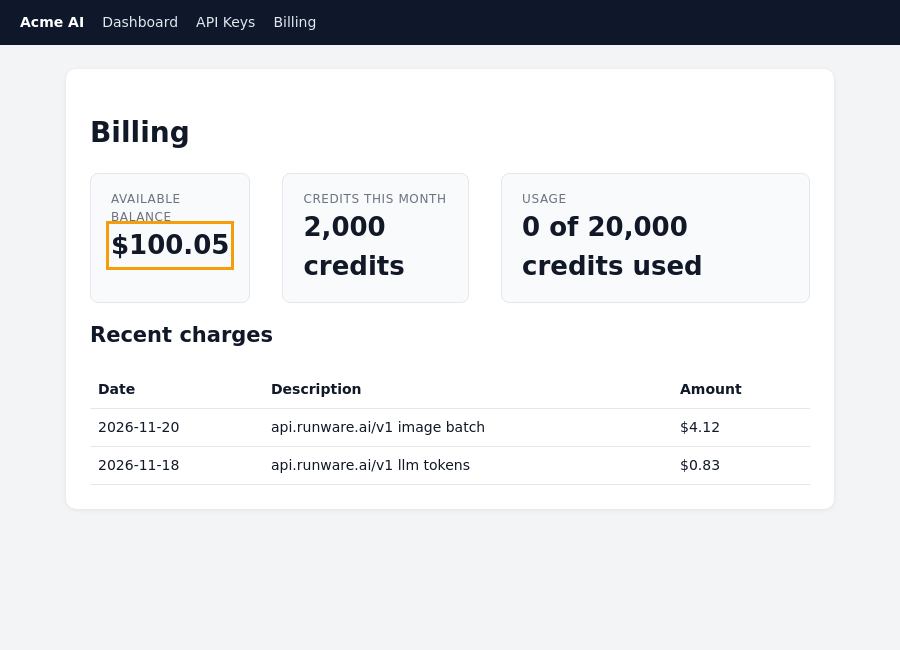 Acme AI Dashboard API Keys Billing
Billing
AVAILABLE
BALANCE
$100.05
CREDITS THIS MONTH
2,000
credits
USAGE
0 of 20,000
credits used
Recent charges
Date Description Amount
2026-11-20 api.runware.ai/v1 image batch $4.12
2026-11-18 api.runware.ai/v1 llm tokens $0.83